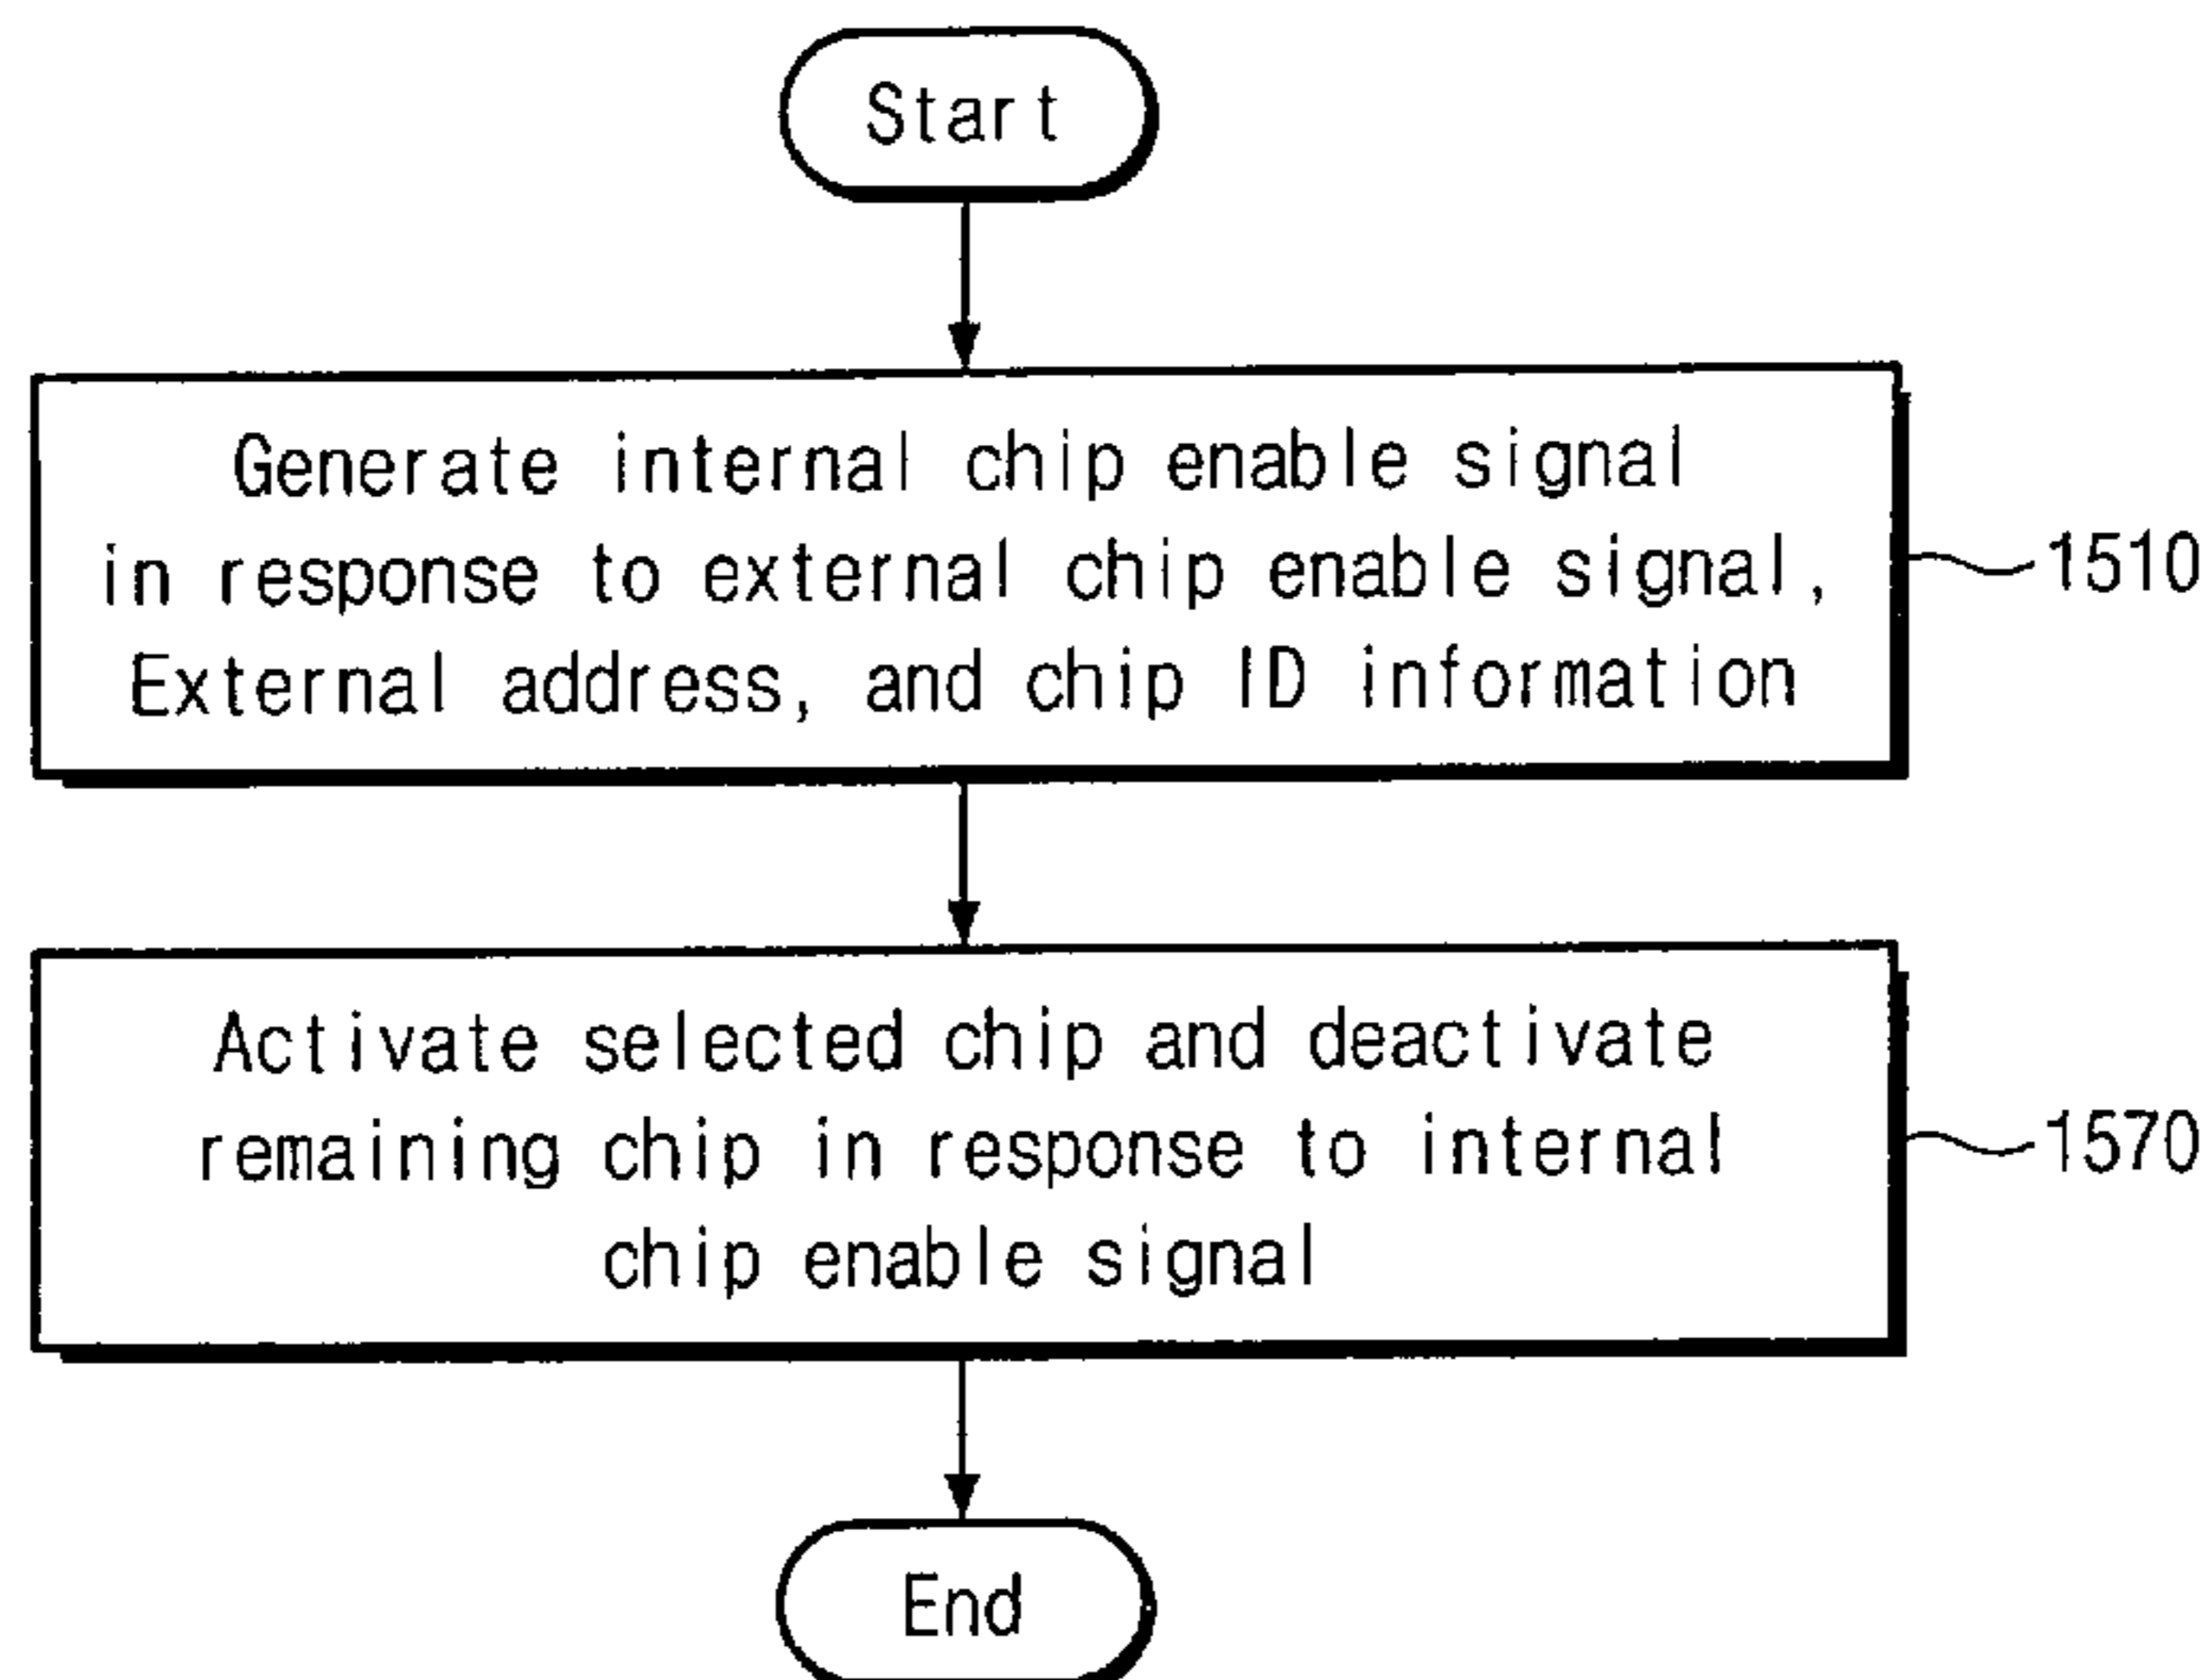 Start
Generate internal chip enable signal
in response to external chip enable signal,
External address, and chip ID information
1510
Activate selected chip and deactivate
remaining chip in response to internal
chip enable signal
1570
End